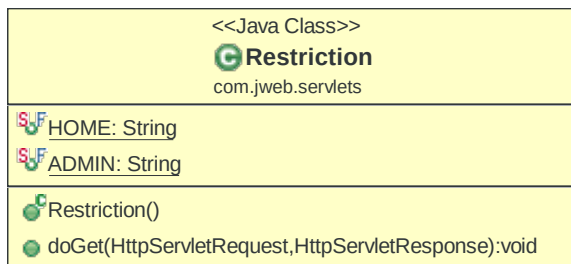 <<Java Class>>
C Restriction
com.jweb.servlets
S F HOME: String
S F ADMIN: String
C Restriction()
doGet(HttpServletRequest,HttpServletResponse):void